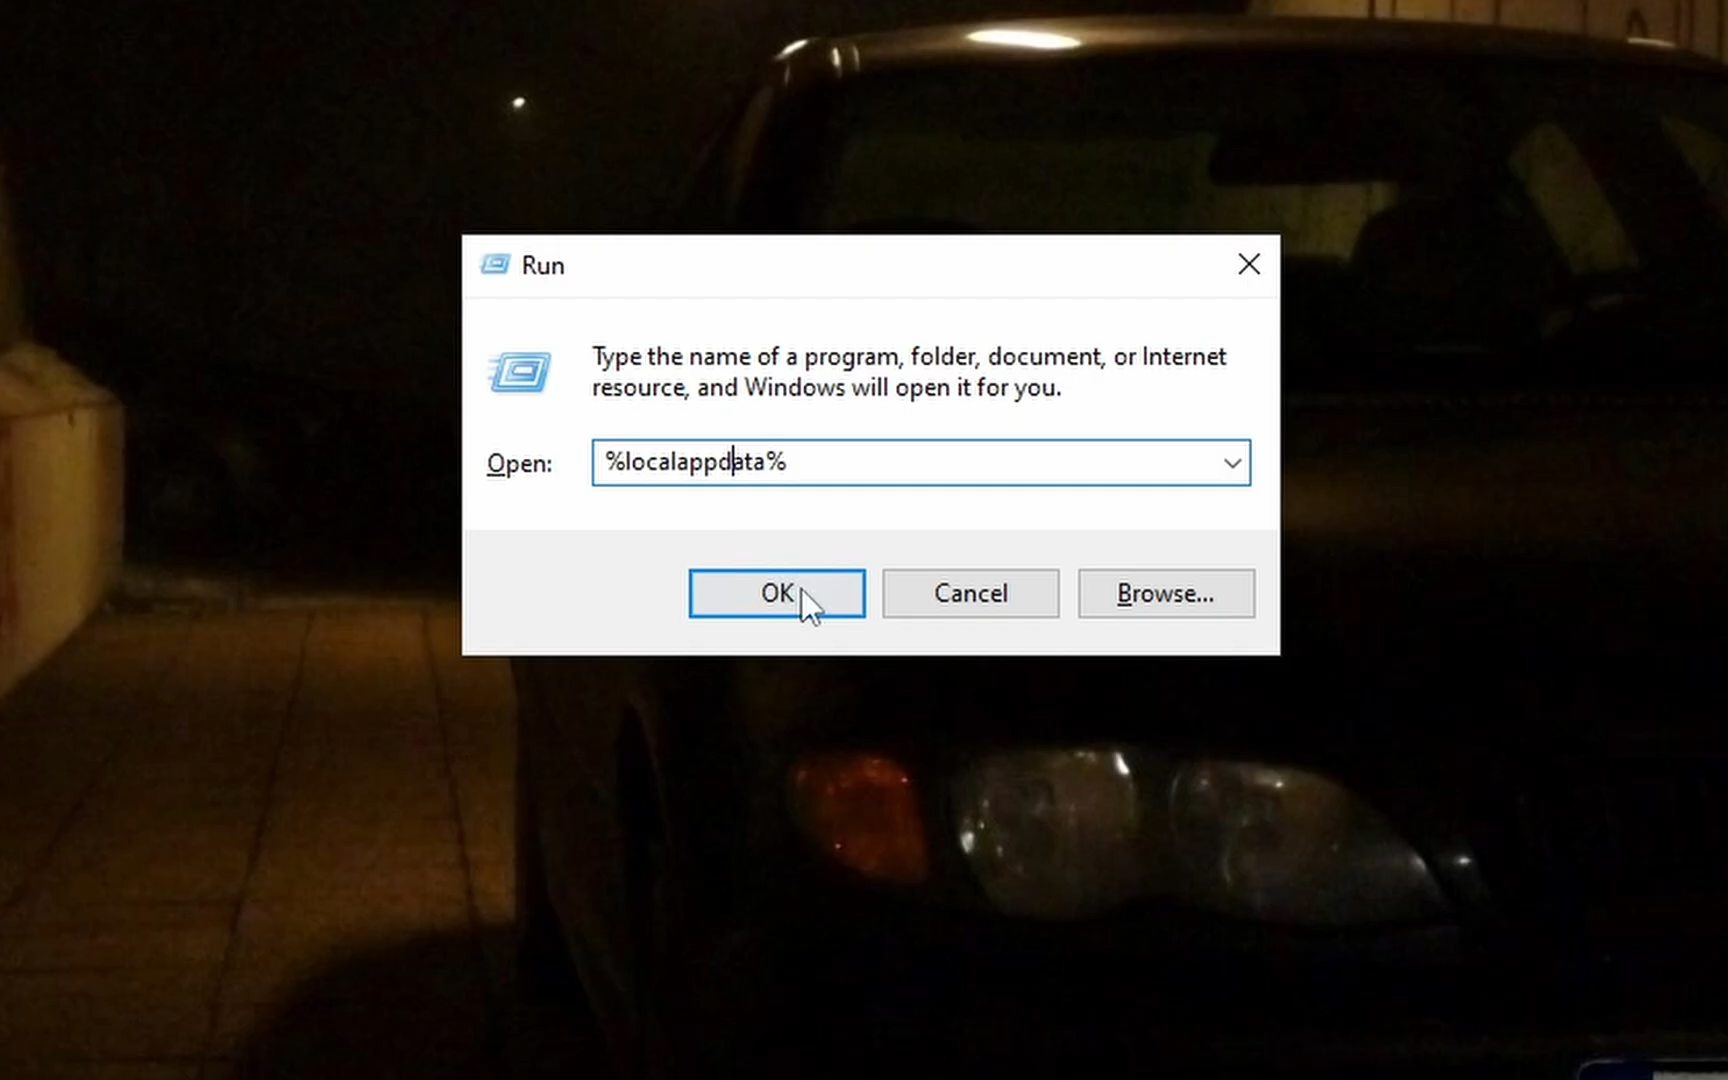 Run
Type the name of a program, folder, document, or Internet
resource, and Windows will open it for you.
Open: %localappdata%
OK Cancel Browse...